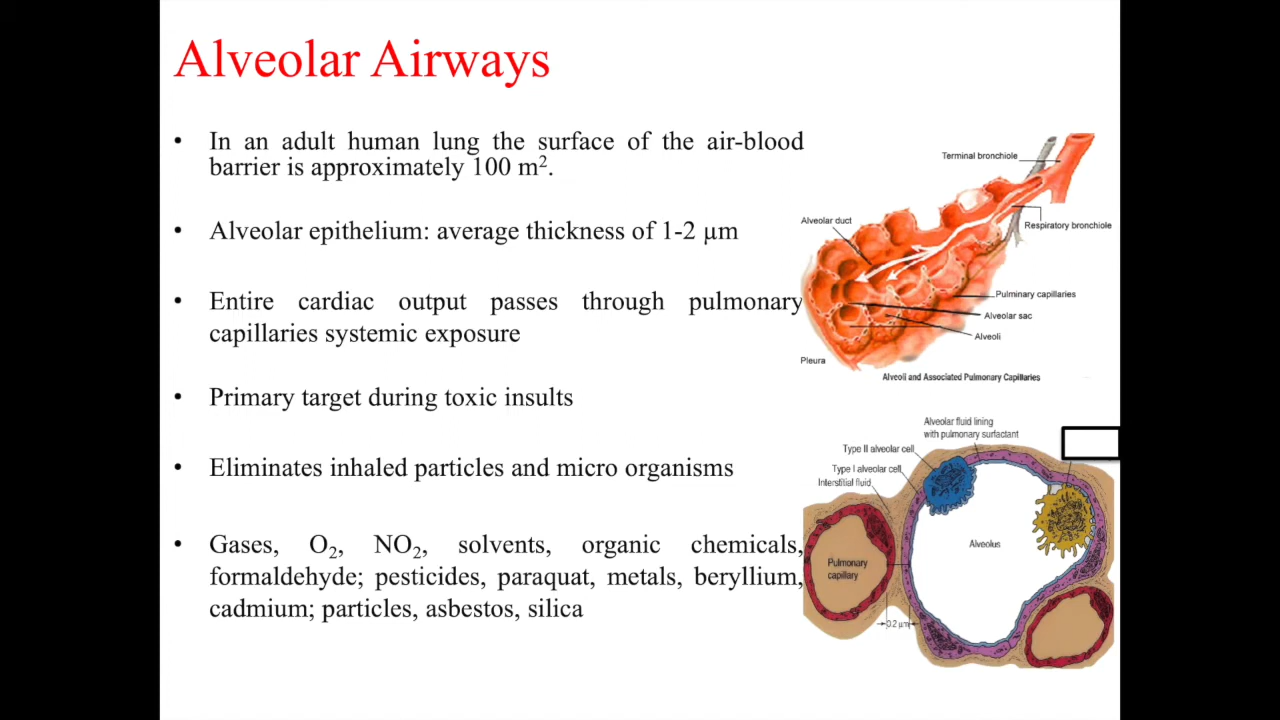 Alveolar Airways
• In an adult human lung the surface of the air-blood
barrier is approximately 100 m².
• Alveolar epithelium: average thickness of 1-2 µm
• Entire cardiac output passes through pulmonary
capillaries systemic exposure
• Primary target during toxic insults
• Eliminates inhaled particles and micro organisms
• Gases, O₂, NO₂, solvents, organic chemicals,
formaldehyde; pesticides, paraquat, metals, beryllium,
cadmium; particles, asbestos, silica
Terminal bronchiole
Alveolar duct
Respiratory bronchiole
Pulminary capillaries
Alveolar sac
Alveoli
Pleura
Alveoli and Associated Pulmonary Capillaries
Alveolar fluid lining
with pulmonary surfactant
Type II alveolar cell
Type I alveolar cell
Interstitial fluid
Alveolus
Pulmonary
capillary
0.2 µm